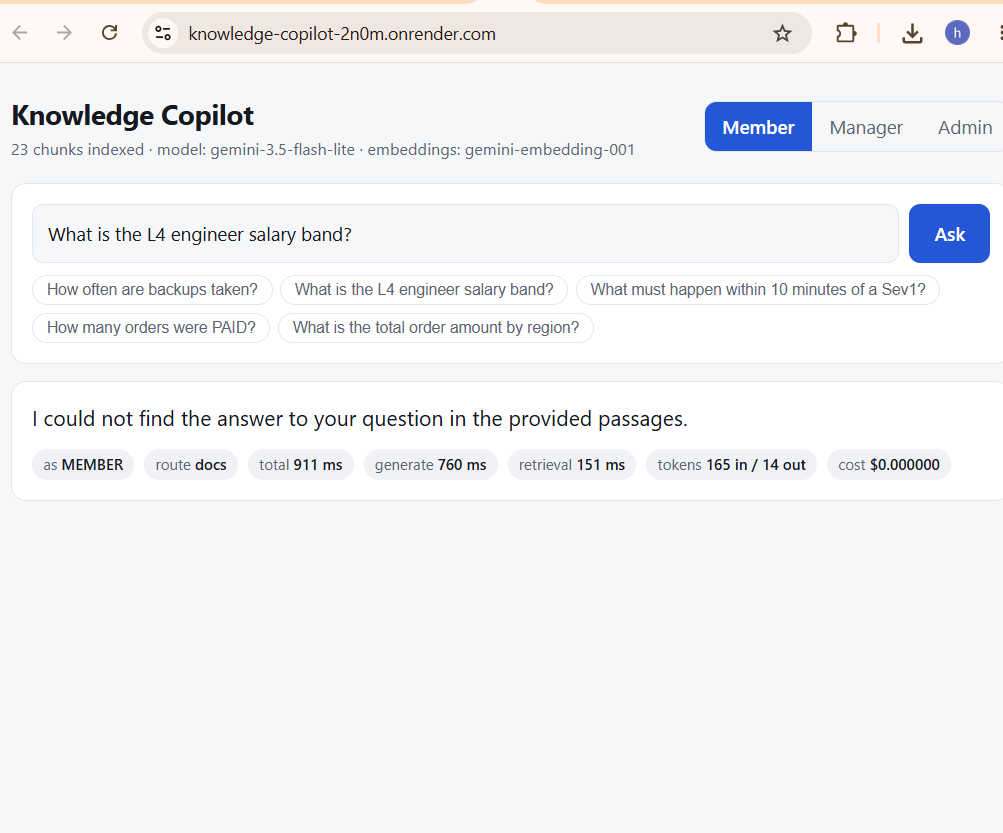 knowledge-copilot-2n0m.onrender.com
h
Knowledge Copilot
23 chunks indexed · model: gemini-3.5-flash-lite · embeddings: gemini-embedding-001
Member Manager Admin
What is the L4 engineer salary band?
Ask
How often are backups taken? What is the L4 engineer salary band? What must happen within 10 minutes of a Sev1?
How many orders were PAID? What is the total order amount by region?
I could not find the answer to your question in the provided passages.
as MEMBER route docs total 911 ms generate 760 ms retrieval 151 ms tokens 165 in / 14 out cost $0.000000